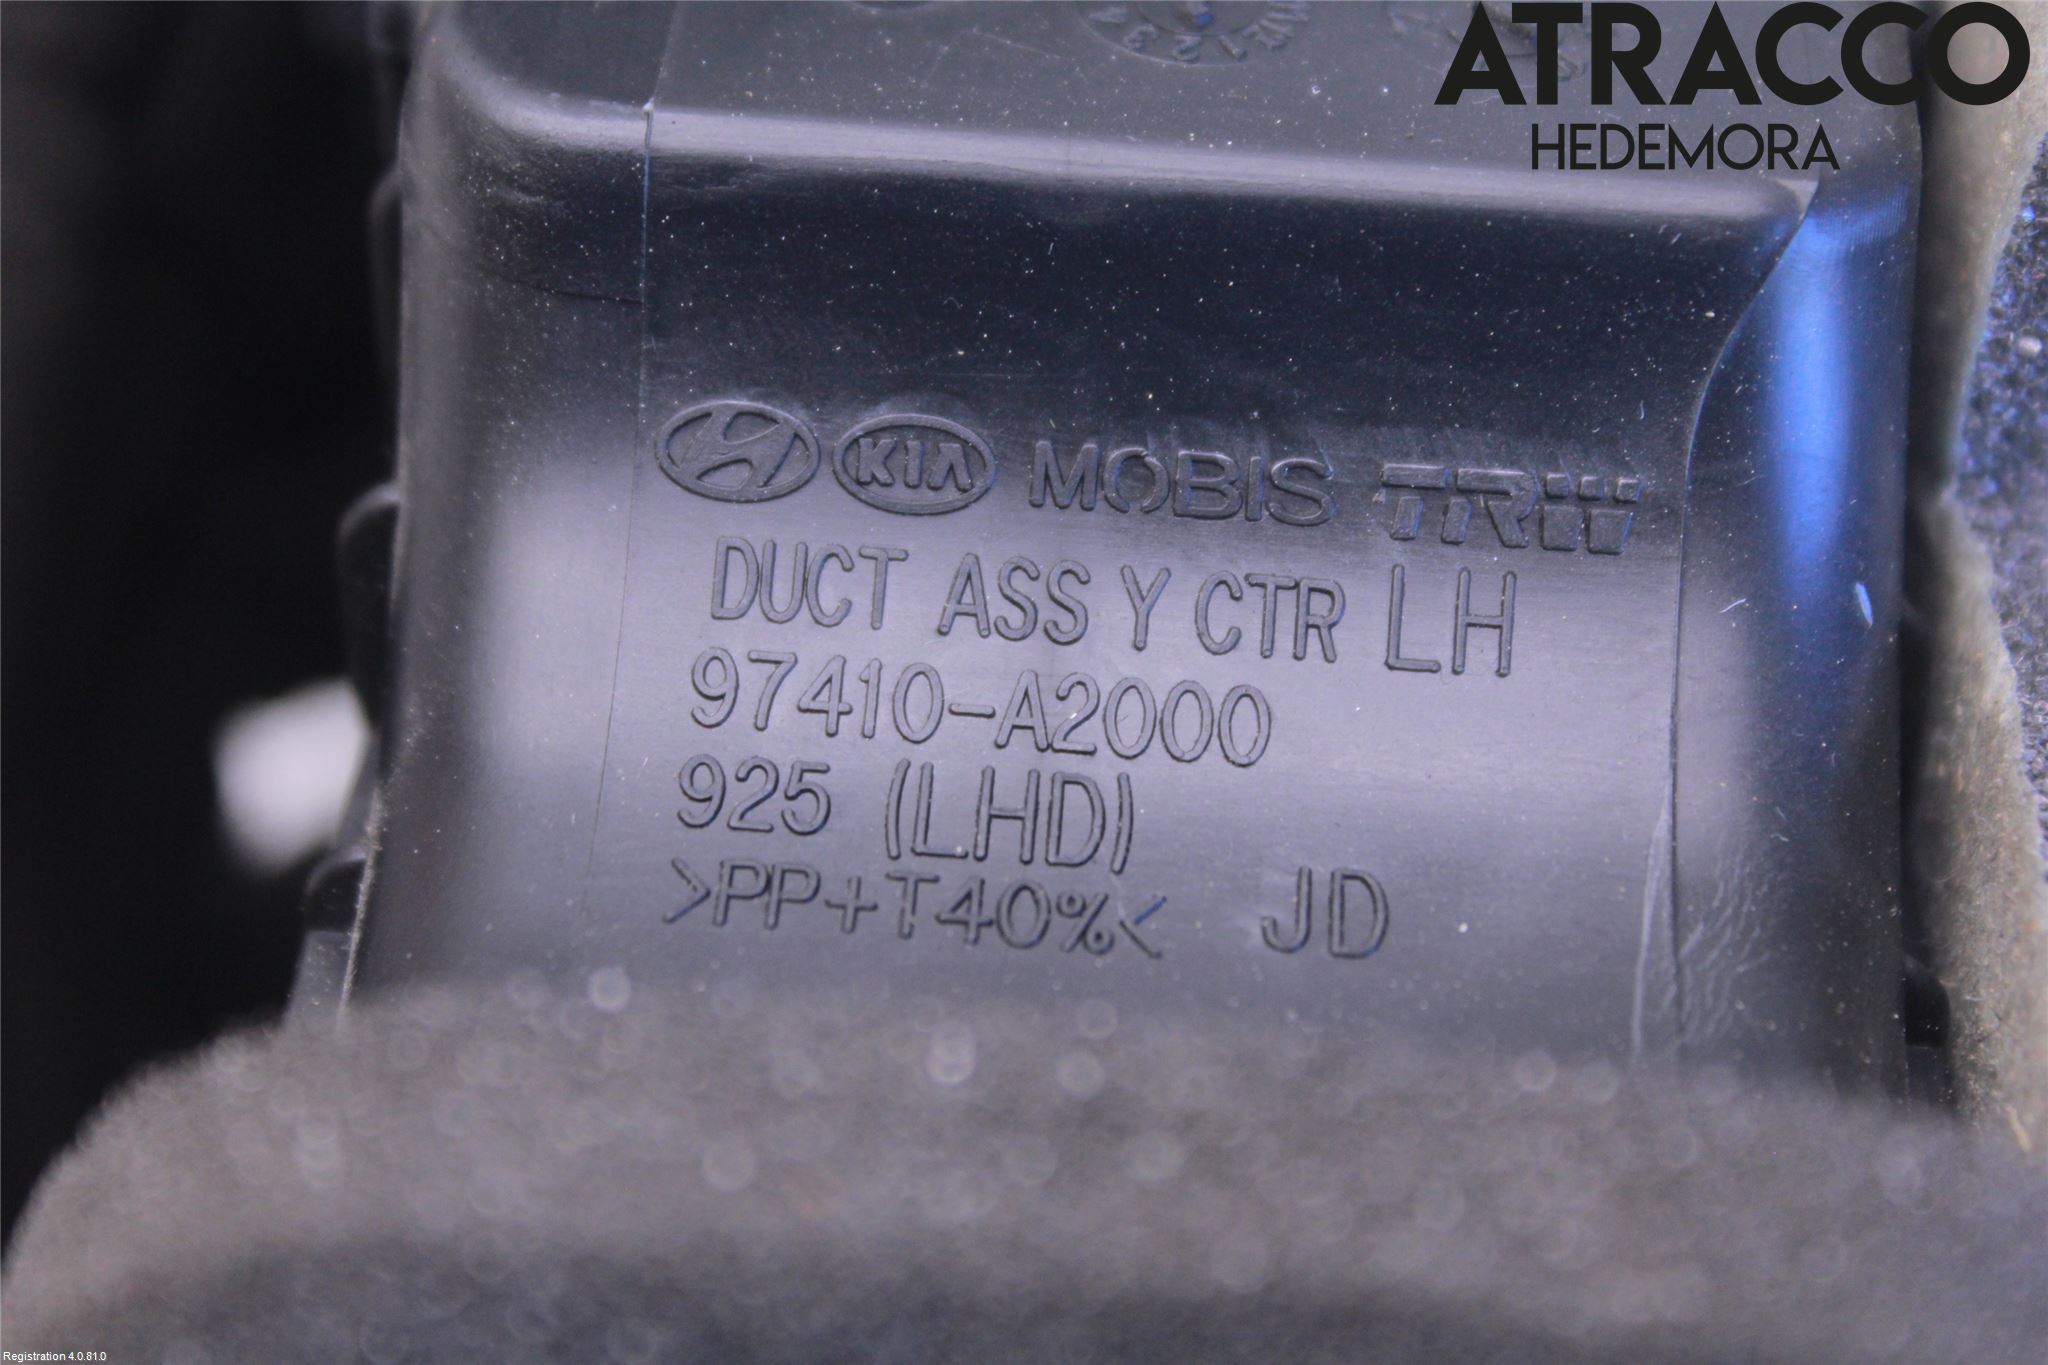 ATRACCO
HEDEMORA
KIA MOBIS TRW
DUCT ASS Y CTR LH
97410-A2000
925 (LHD)
>PP+T40%< JD
Registration 4.0.81.0